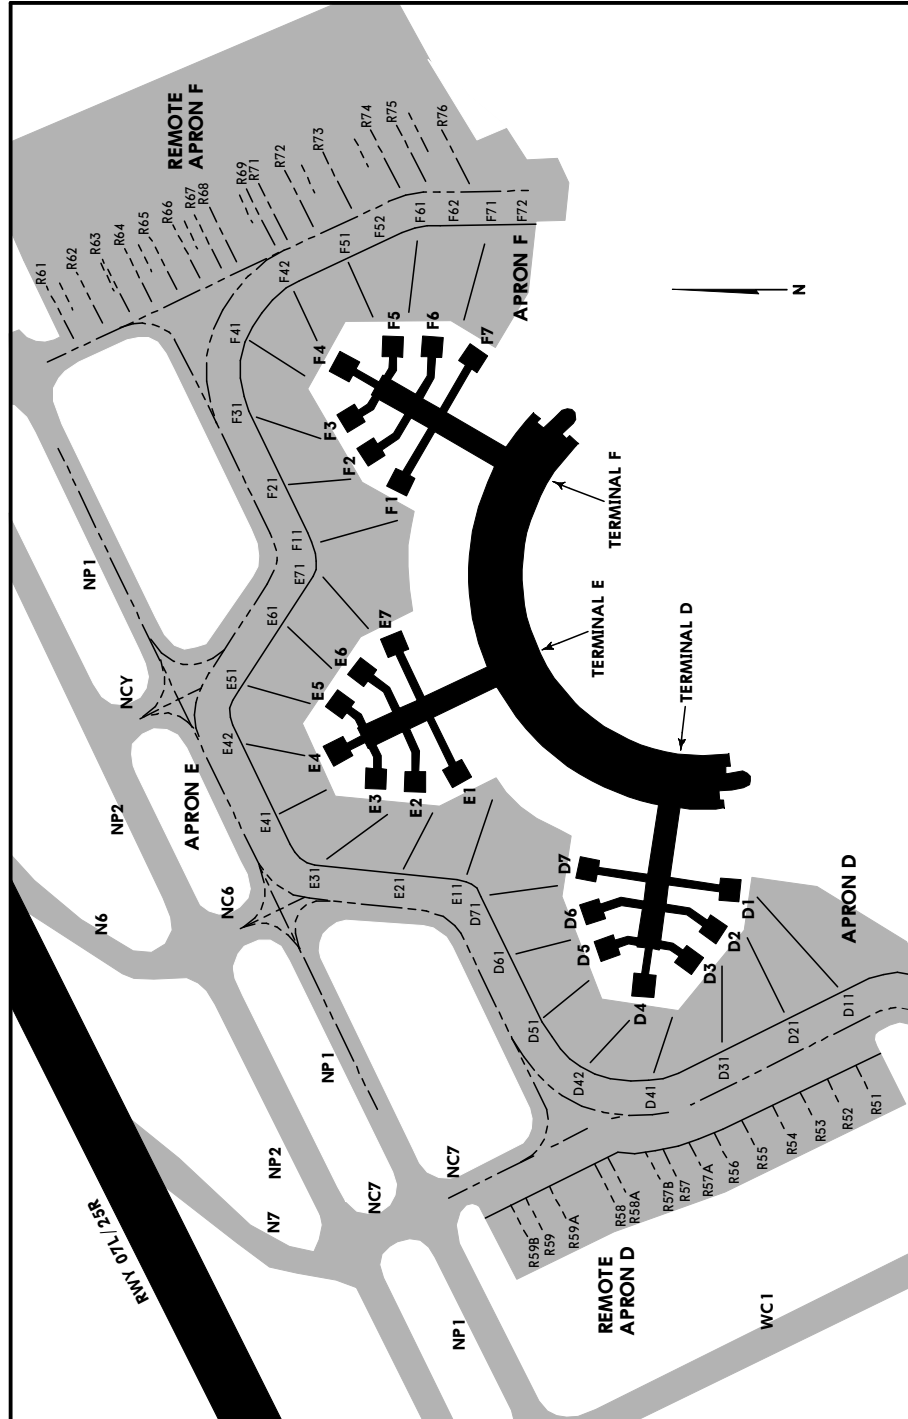 R61
R62
R63
R64
R65
R66
R67
R68
R69
R71
R72
R73
R74
R75
R76
REMOTE
APRON F
F72
F71
F62
F61
F52
F51
F42
F41
F31
F21
F11
APRON F
N
F4
F5
F6
F7
F3
F2
F1
TERMINAL F
TERMINAL E
TERMINAL D
NP1
NCY
NP2
APRON E
E71
E61
E51
E42
E41
E31
E21
E11
E7
E6
E5
E4
E3
E2
E1
N6
NC6
NP1
D71
D61
D51
D42
D41
D31
D21
D11
D7
D6
D5
D4
D3
D2
D1
APRON D
RWY 07L/25R
N7
NP2
NC7
NC7
NP1
R51
R52
R53
R54
R55
R56
R57A
R57
R57B
R58A
R58
R59A
R59
R59B
REMOTE
APRON D
WC1